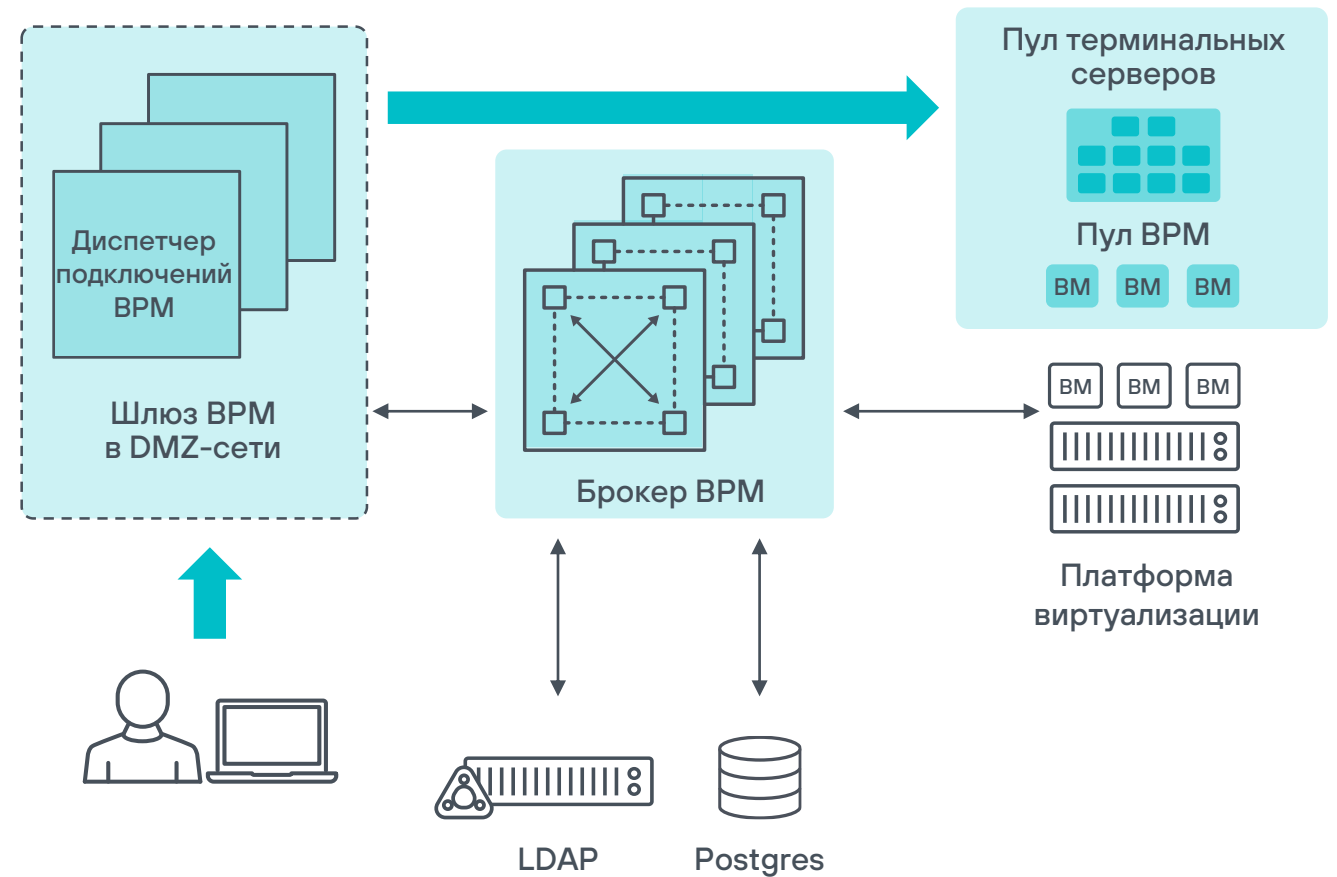 Диспетчер
подключений
ВРМ
Шлюз ВРМ
в DMZ-сети
Брокер ВРМ
Пул терминальных
серверов
Пул ВРМ
ВМ ВМ ВМ
ВМ ВМ ВМ
Платформа
виртуализации
LDAP
Postgres